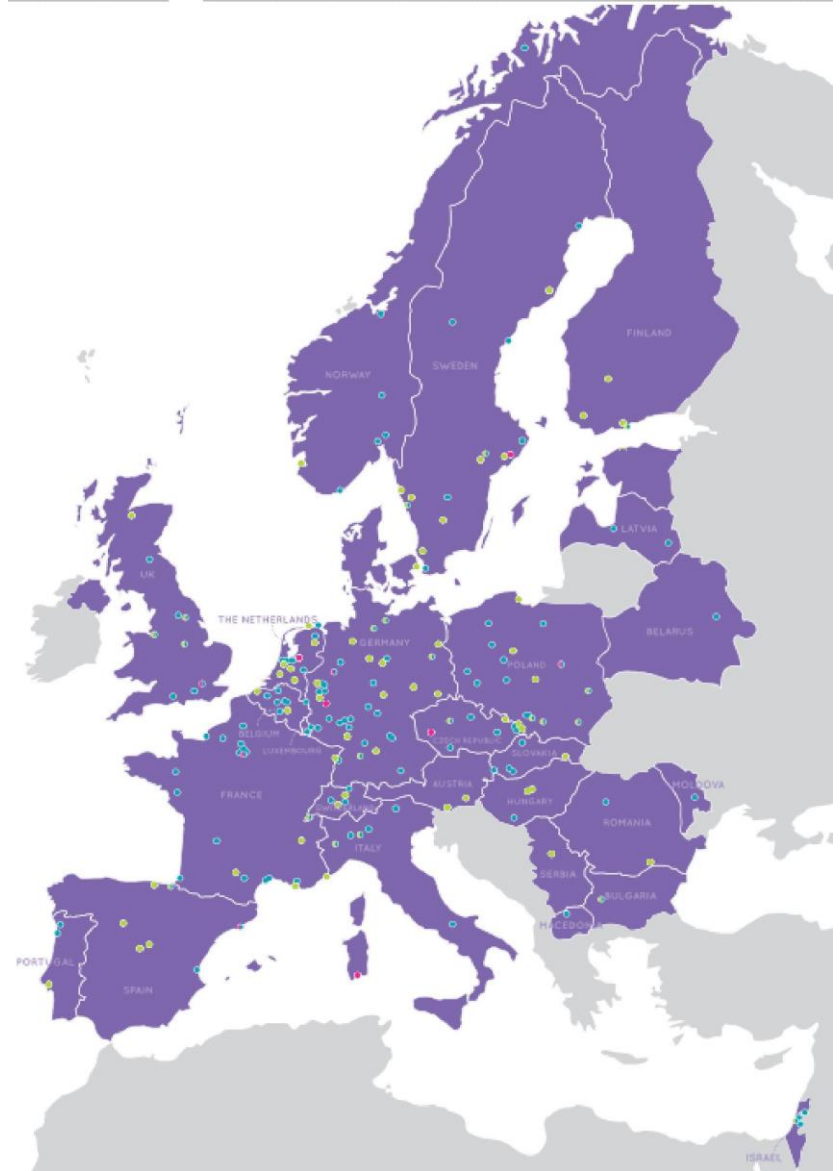 FINLAND
SWEDEN
NORWAY
LATVIA
UK
BELARUS
THE NETHERLANDS
GERMANY
POLAND
BELGIUM
LUXEMBOURG
CZECH REPUBLIC
SLOVAKIA
AUSTRIA
MOLDOVA
FRANCE
SWITZERLAND
HUNGARY
ROMANIA
ITALY
SERBIA
BULGARIA
MACEDONIA
PORTUGAL
SPAIN
ISRAEL